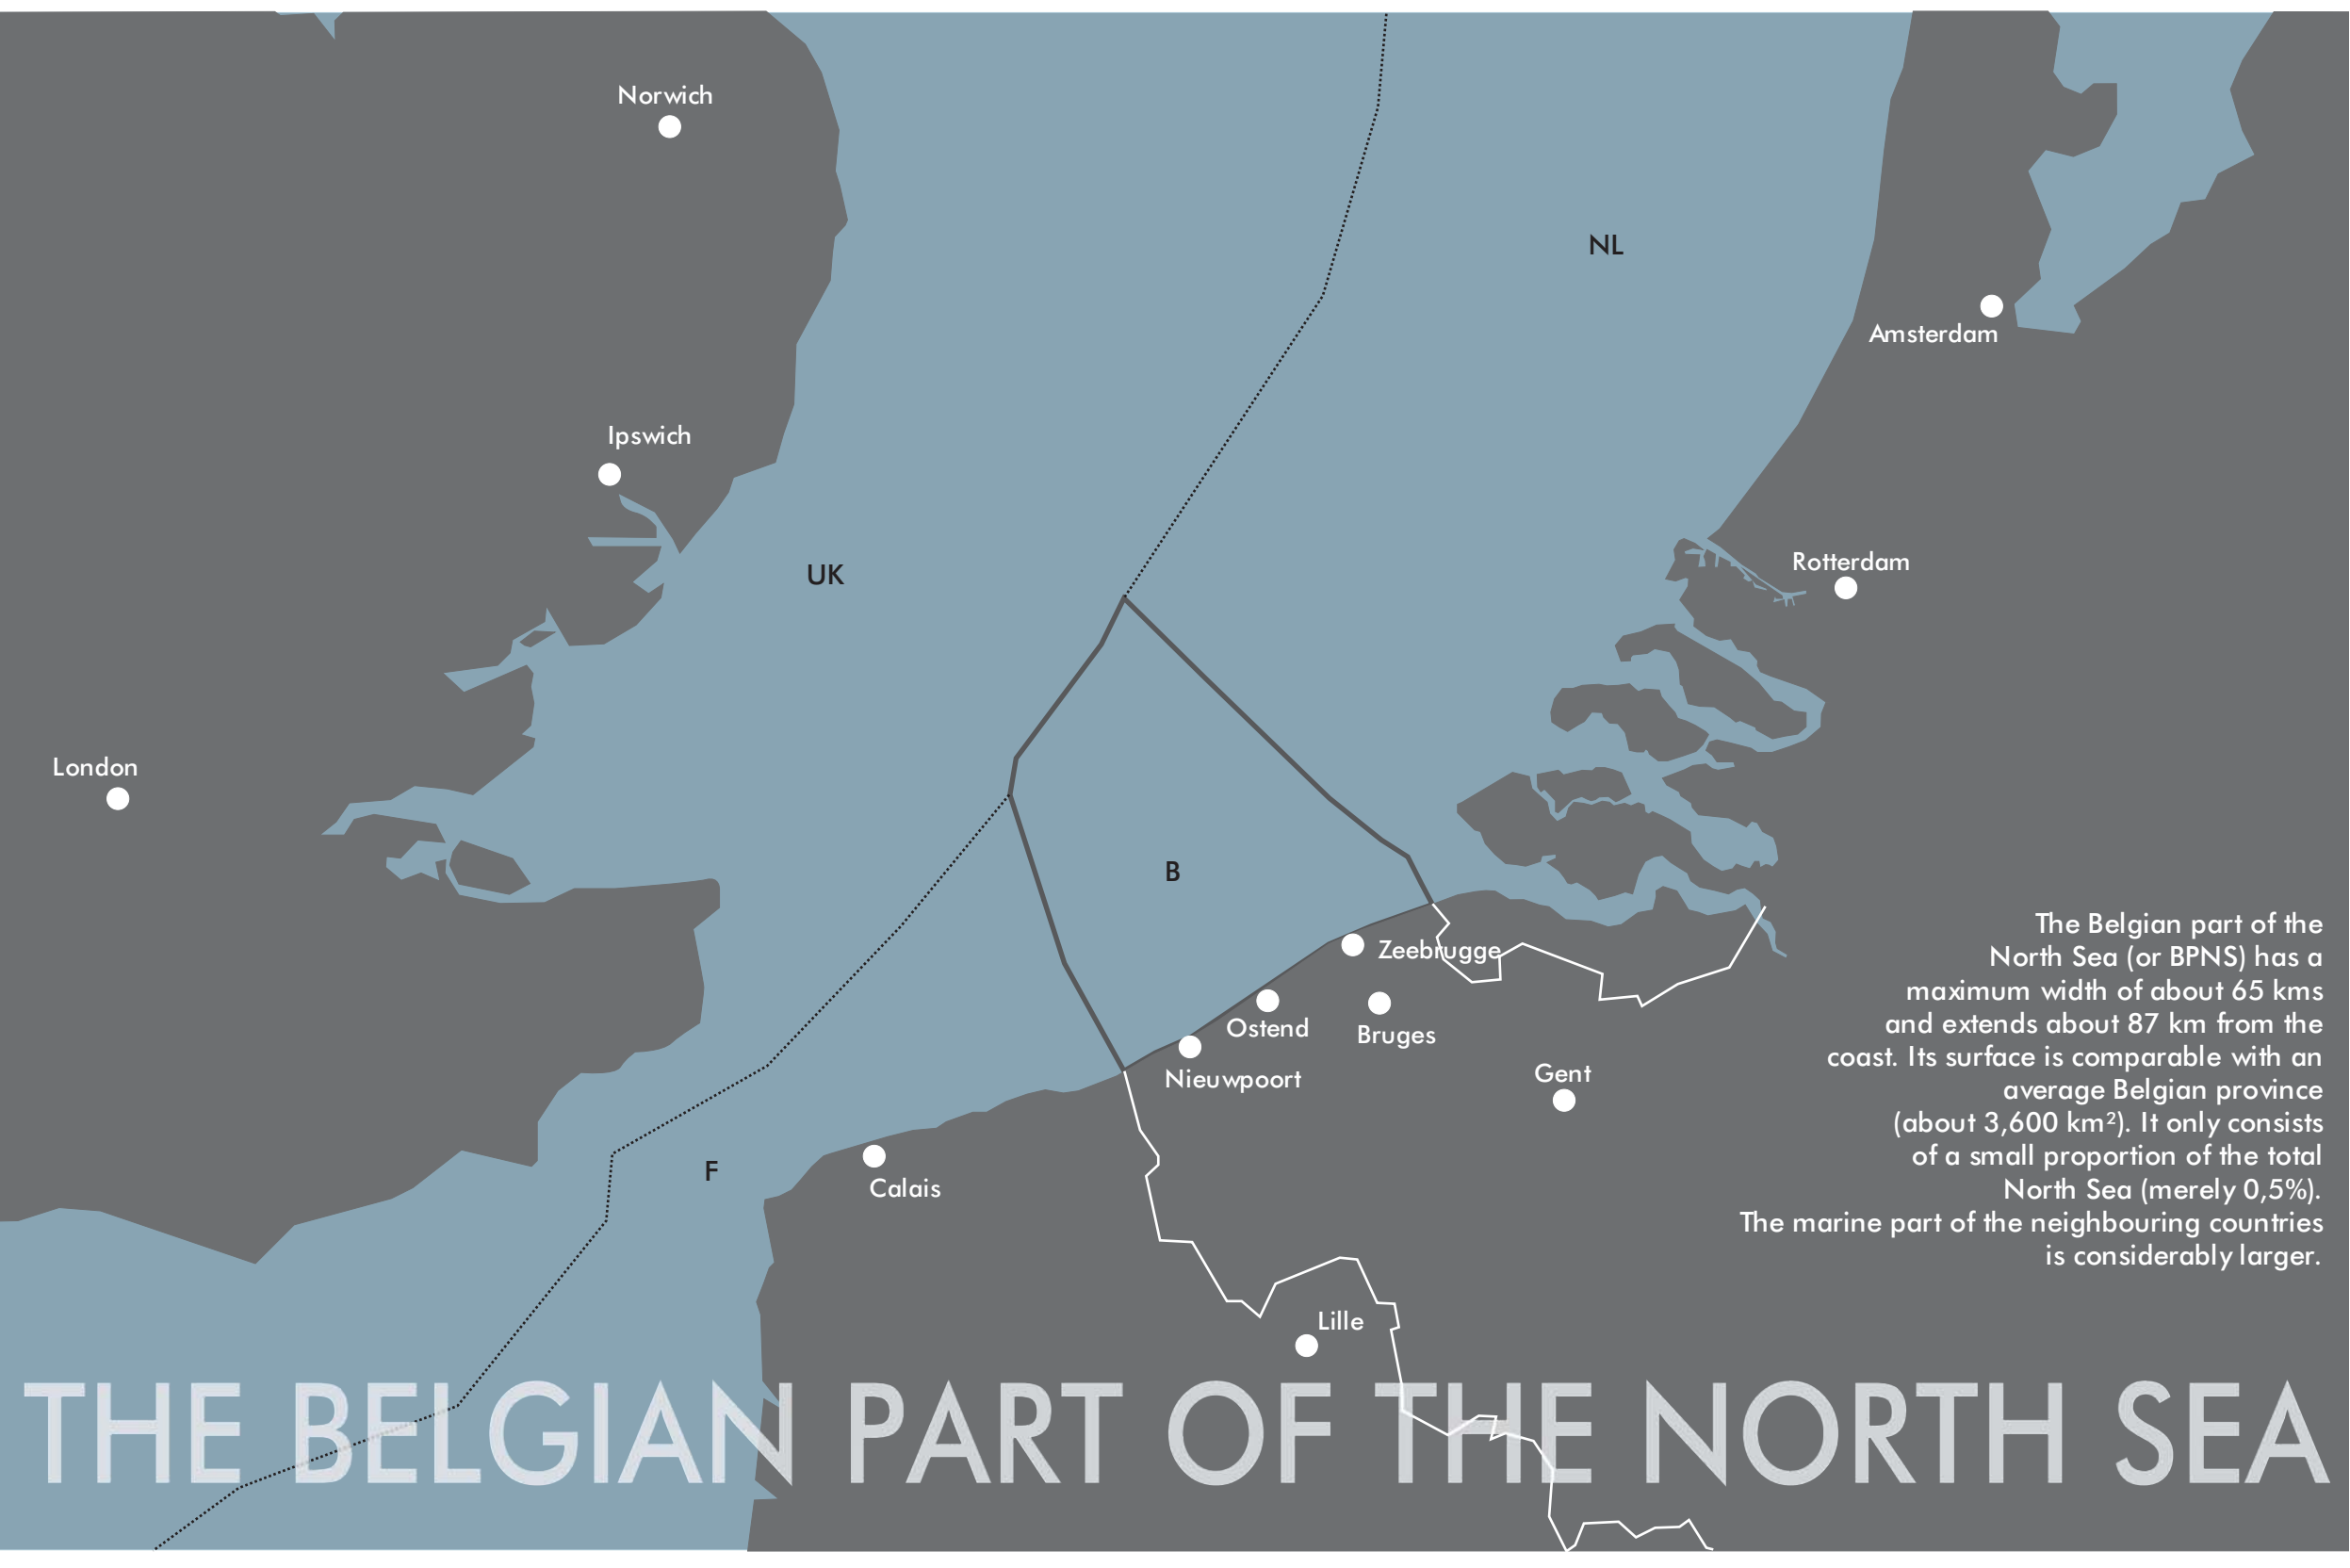 Norwich
NL
Amsterdam
Ipswich
Rotterdam
UK
London
B
Zeebrugge
Ostend
Bruges
Nieuwpoort
Gent
F
Calais
Lille
The Belgian part of the
North Sea (or BPNS) has a
maximum width of about 65 kms
and extends about 87 km from the
coast. Its surface is comparable with an
average Belgian province
(about 3,600 km²). It only consists
of a small proportion of the total
North Sea (merely 0,5%).
The marine part of the neighbouring countries
is considerably larger.
THE BELGIAN PART OF THE NORTH SEA